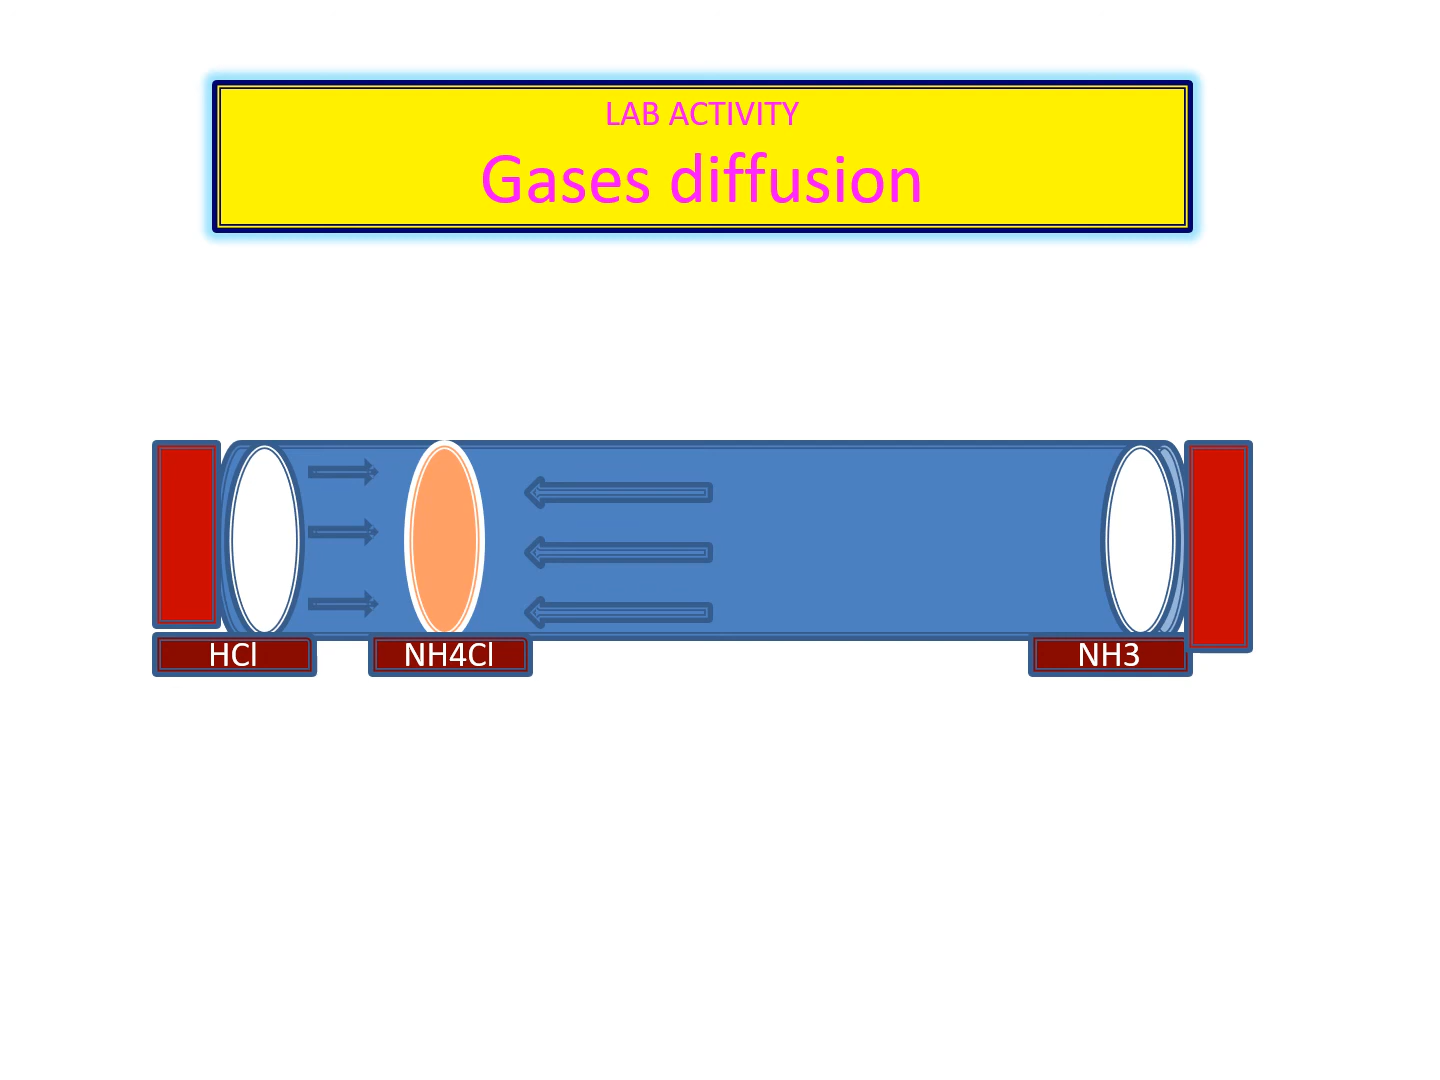 LAB ACTIVITY
Gases diffusion
HCl
NH4Cl
NH3